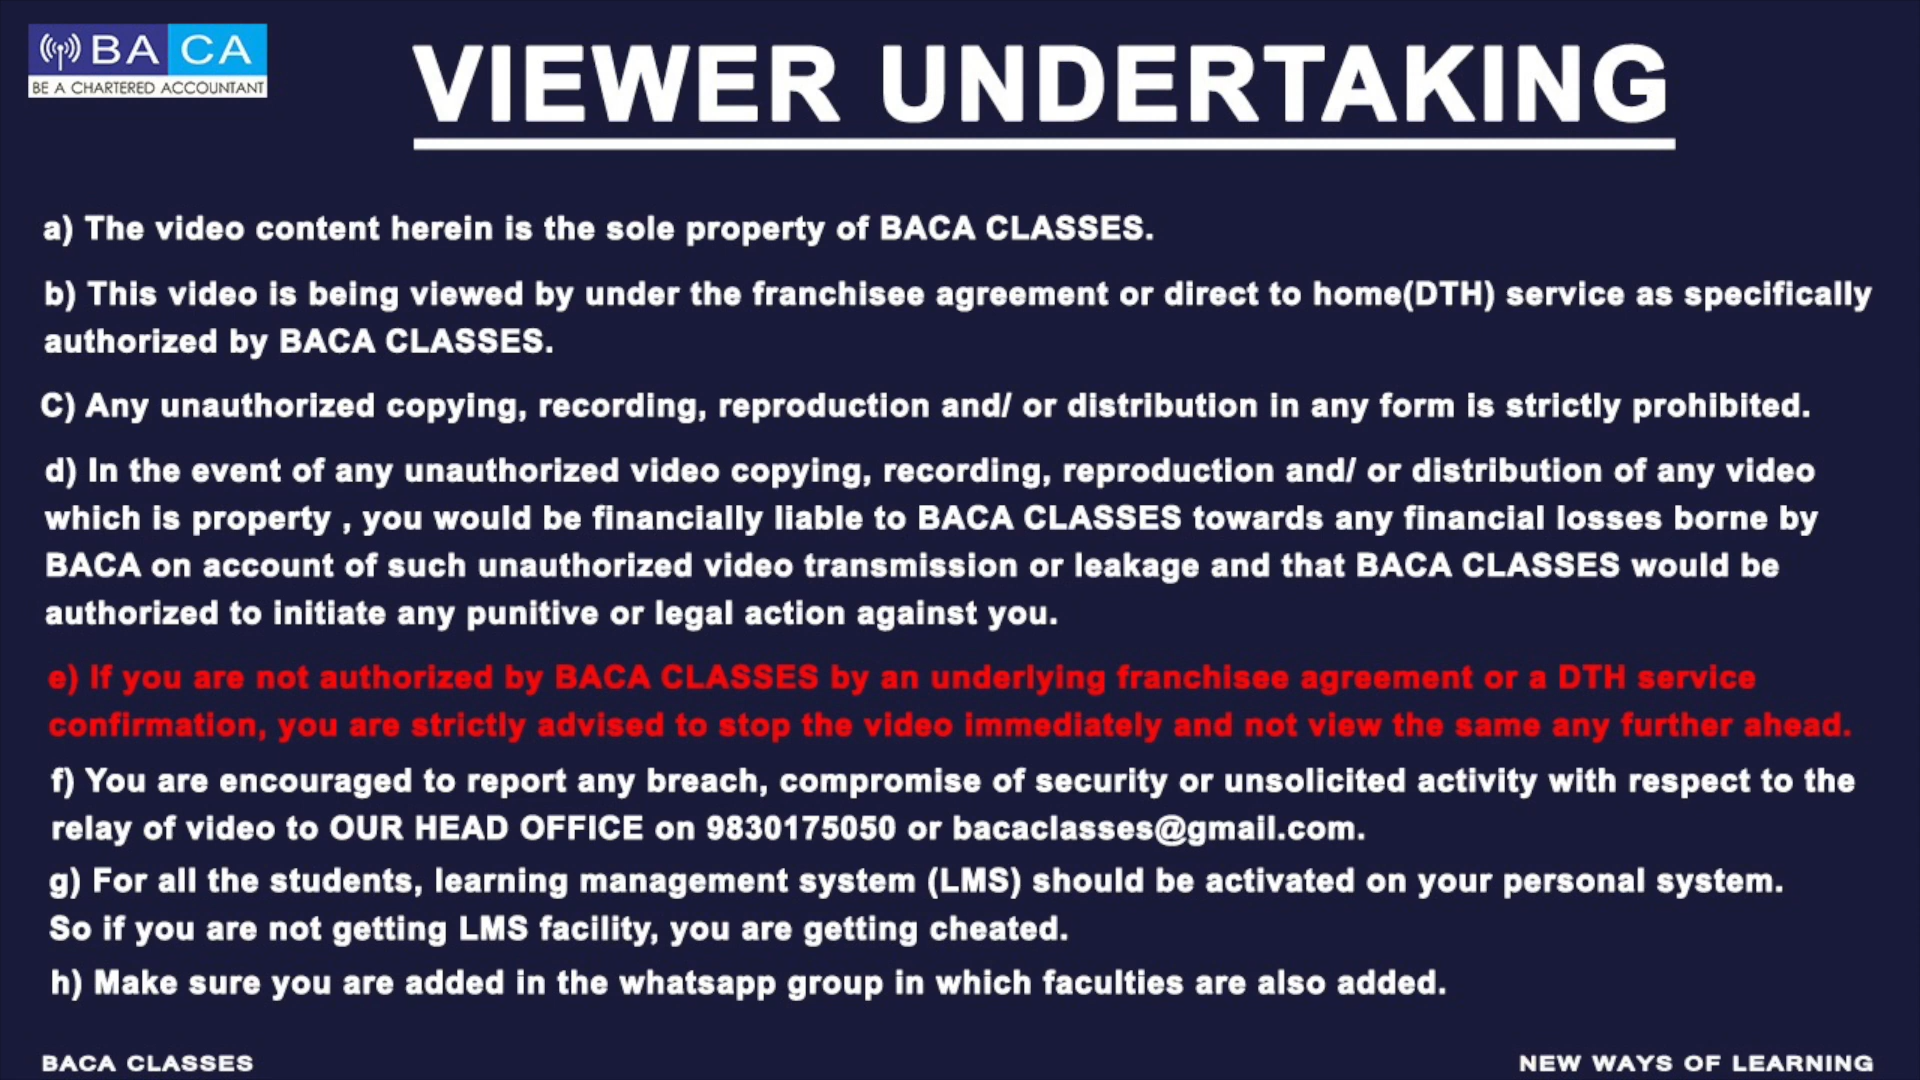 BA CA
BE A CHARTERED ACCOUNTANT
VIEWER UNDERTAKING
a) The video content herein is the sole property of BACA CLASSES.
b) This video is being viewed by under the franchisee agreement or direct to home(DTH) service as specifically
authorized by BACA CLASSES.
C) Any unauthorized copying, recording, reproduction and/ or distribution in any form is strictly prohibited.
d) In the event of any unauthorized video copying, recording, reproduction and/ or distribution of any video
which is property , you would be financially liable to BACA CLASSES towards any financial losses borne by
BACA on account of such unauthorized video transmission or leakage and that BACA CLASSES would be
authorized to initiate any punitive or legal action against you.
e) If you are not authorized by BACA CLASSES by an underlying franchisee agreement or a DTH service
confirmation, you are strictly advised to stop the video immediately and not view the same any further ahead.
f) You are encouraged to report any breach, compromise of security or unsolicited activity with respect to the
relay of video to OUR HEAD OFFICE on 9830175050 or bacaclasses@gmail.com.
g) For all the students, learning management system (LMS) should be activated on your personal system.
So if you are not getting LMS facility, you are getting cheated.
h) Make sure you are added in the whatsapp group in which faculties are also added.
BACA CLASSES
NEW WAYS OF LEARNING